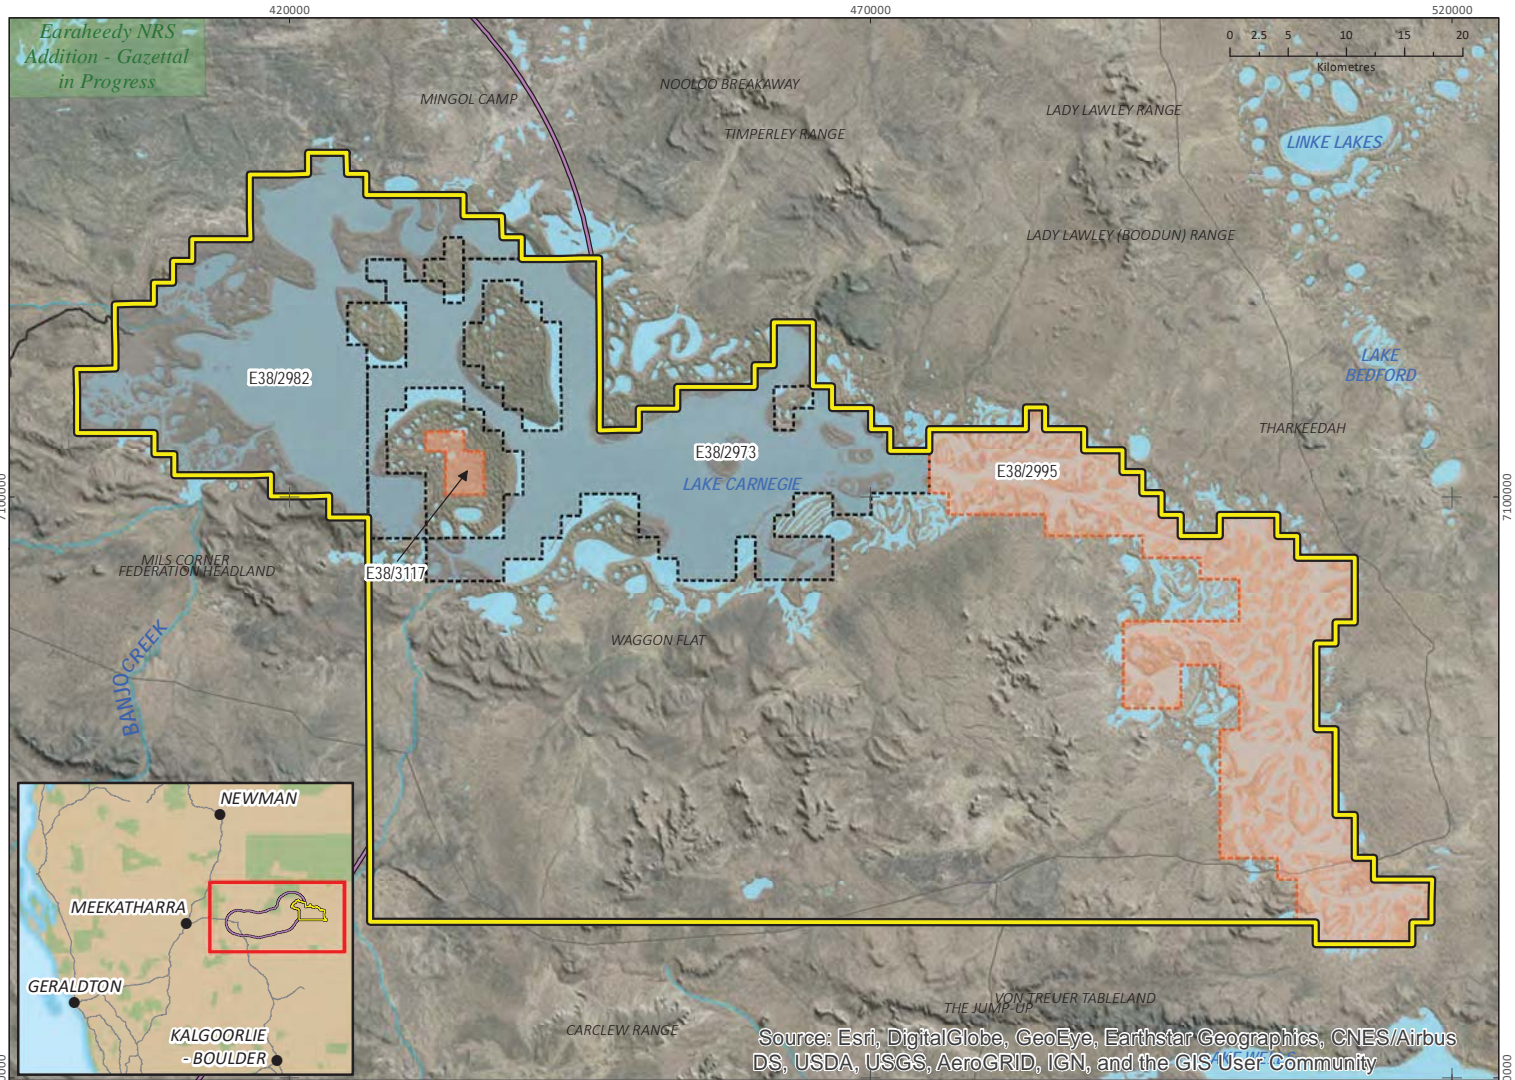 420000
470000
520000
Earaheedy NRS
Addition - Gazettal
in Progress
0 2.5 5 10 15 20
Kilometres
MINGOL CAMP
NOOLOO BREAKAWAY
TIMPERLEY RANGE
LADY LAWLEY RANGE
LINKE LAKES
LADY LAWLEY (BOODUN) RANGE
LAKE
BEDFORD
E38/2982
THARKEEDAH
E38/2973
E38/2995
LAKE CARNEGIE
7100000
7100000
MILS CORNER
FEDERATION HEADLAND
E38/3117
WAGGON FLAT
BANJO CREEK
NEWMAN
MEEKATHARRA
GERALDTON
KALGOORLIE
- BOULDER
VON TREUER TABLELAND
THE JUMP-UP
CARCLEW RANGE
Source: Esri, DigitalGlobe, GeoEye, Earthstar Geographics, CNES/Airbus
DS, USDA, USGS, AeroGRID, IGN, and the GIS User Community